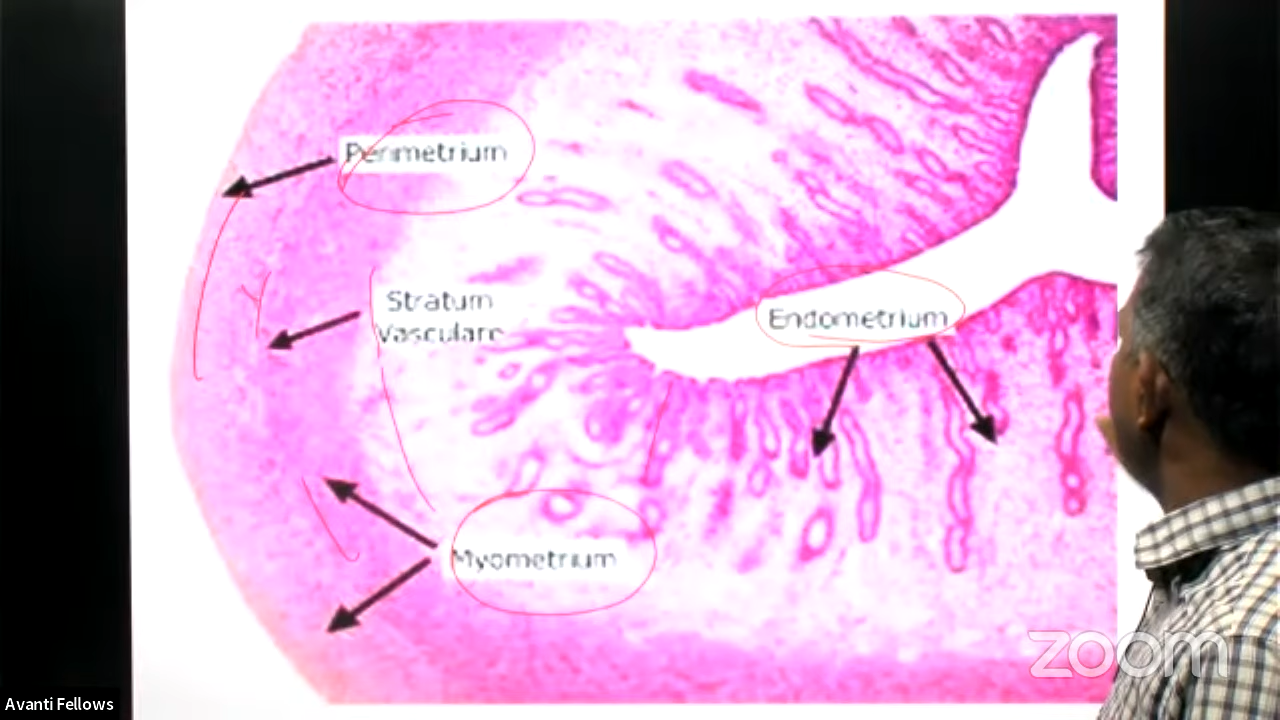 Perimetrium
Stratum
Vasculare
Endometrium
Myometrium
zoom
Avanti Fellows